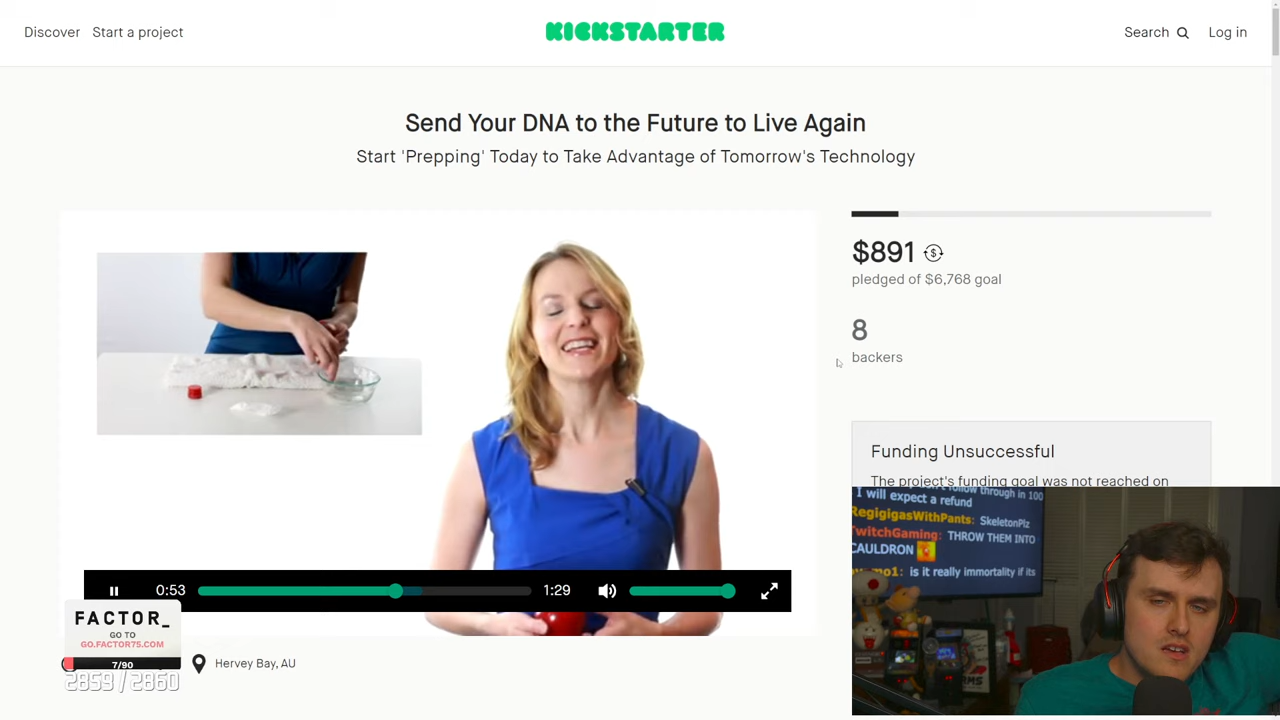 Discover
Start a project
KICKSTARTER
Search
Log in
Send Your DNA to the Future to Live Again
Start 'Prepping' Today to Take Advantage of Tomorrow's Technology
$891
pledged of $6,768 goal
8
backers
Funding Unsuccessful
The project's funding goal was not reached on
0:53
1:29
FACTOR_
GO TO
GO.FACTOR75.COM
7/90
2859 / 2860
Hervey Bay, AU
follow through in 100
I will expect a refund
RegigigasWithPants: SkeletonPlz
TwitchGaming: THROW THEM INTO
CAULDRON
is it really immortality if its